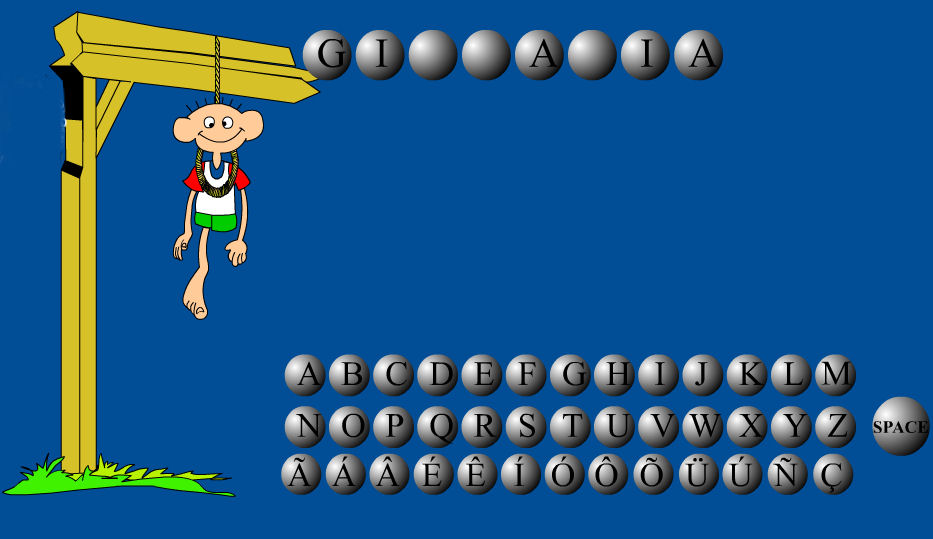 G I A I A
A B C D E F G H I J K L M
N O P Q R S T U V W X Y Z
SPACE
Ã Á Â É Ê Í Ó Ô Õ Ü Ú Ñ Ç